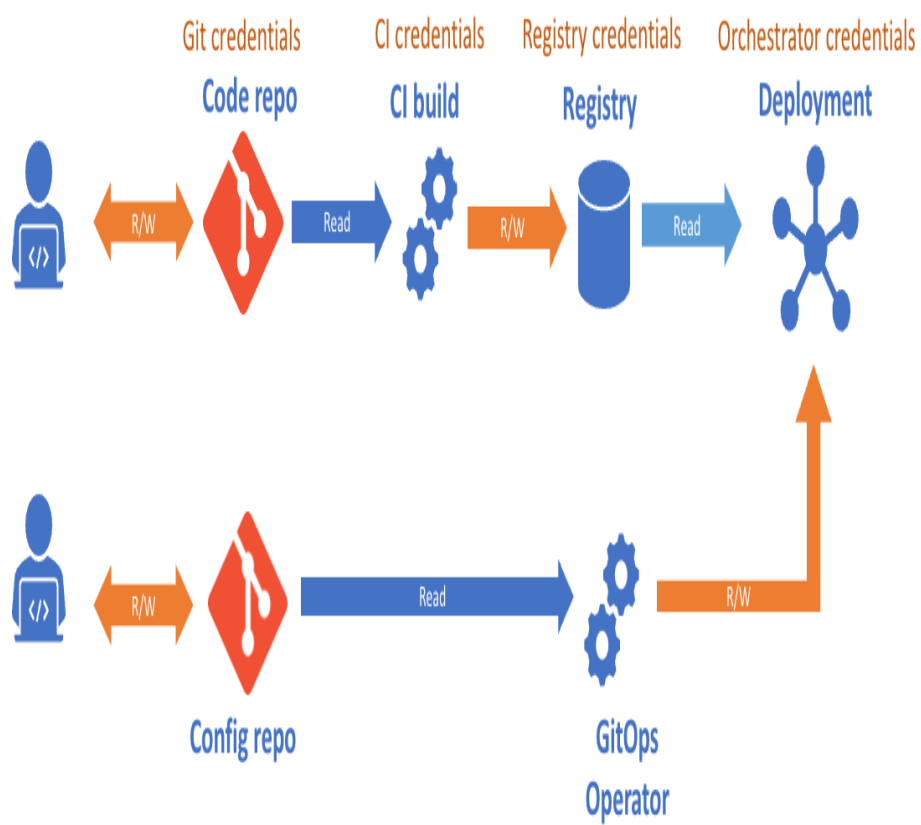 Git credentials
CI credentials
Registry credentials
Orchestrator credentials
Code repo
CI build
Registry
Deployment
</>
R/W
Read
R/W
Read
</>
R/W
Read
R/W
Config repo
GitOps
Operator